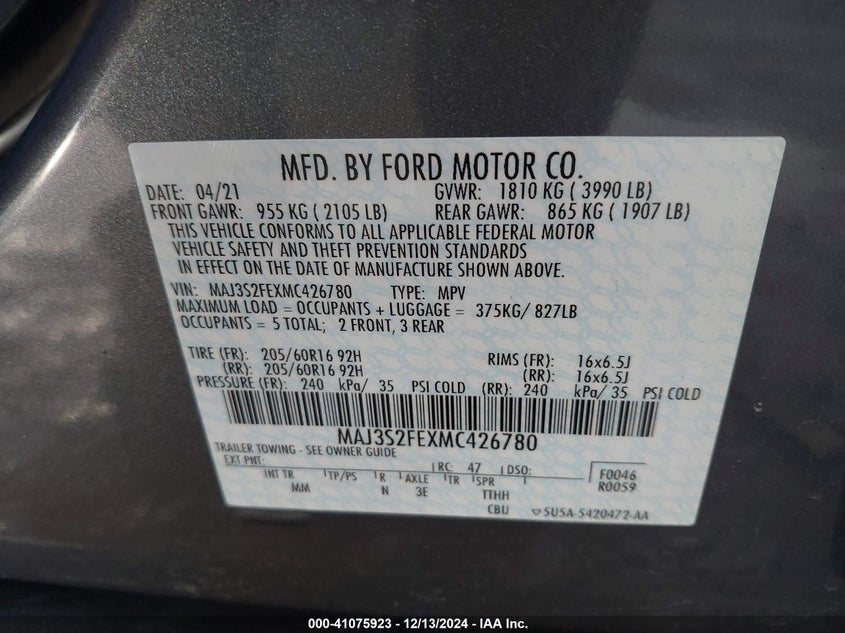 MFD. BY FORD MOTOR CO.
DATE: 04/21 GVWR: 1810 KG ( 3990 LB)
FRONT GAWR: 955 KG ( 2105 LB) REAR GAWR: 865 KG ( 1907 LB)
THIS VEHICLE CONFORMS TO ALL APPLICABLE FEDERAL MOTOR
VEHICLE SAFETY AND THEFT PREVENTION STANDARDS
IN EFFECT ON THE DATE OF MANUFACTURE SHOWN ABOVE.
VIN: MAJ3S2FEXMC426780 TYPE: MPV
MAXIMUM LOAD = OCCUPANTS + LUGGAGE = 375KG/ 827LB
OCCUPANTS = 5 TOTAL; 2 FRONT, 3 REAR
TIRE (FR): 205/60R16 92H RIMS (FR): 16x6.5J
(RR): 205/60R16 92H (RR): 16x6.5J
PRESSURE (FR): 240 kPa/ 35 PSI COLD (RR): 240 kPa/ 35 PSI COLD
MAJ3S2FEXMC426780
TRAILER TOWING - SEE OWNER GUIDE
EXT PNT: RC: 47 DSO: F0046
INT TR TP/PS R AXLE TR SPR R0059
MM N 3E TTHH
CBU 5U5A-5420472-AA
000-41075923 - 12/13/2024 - IAA Inc.